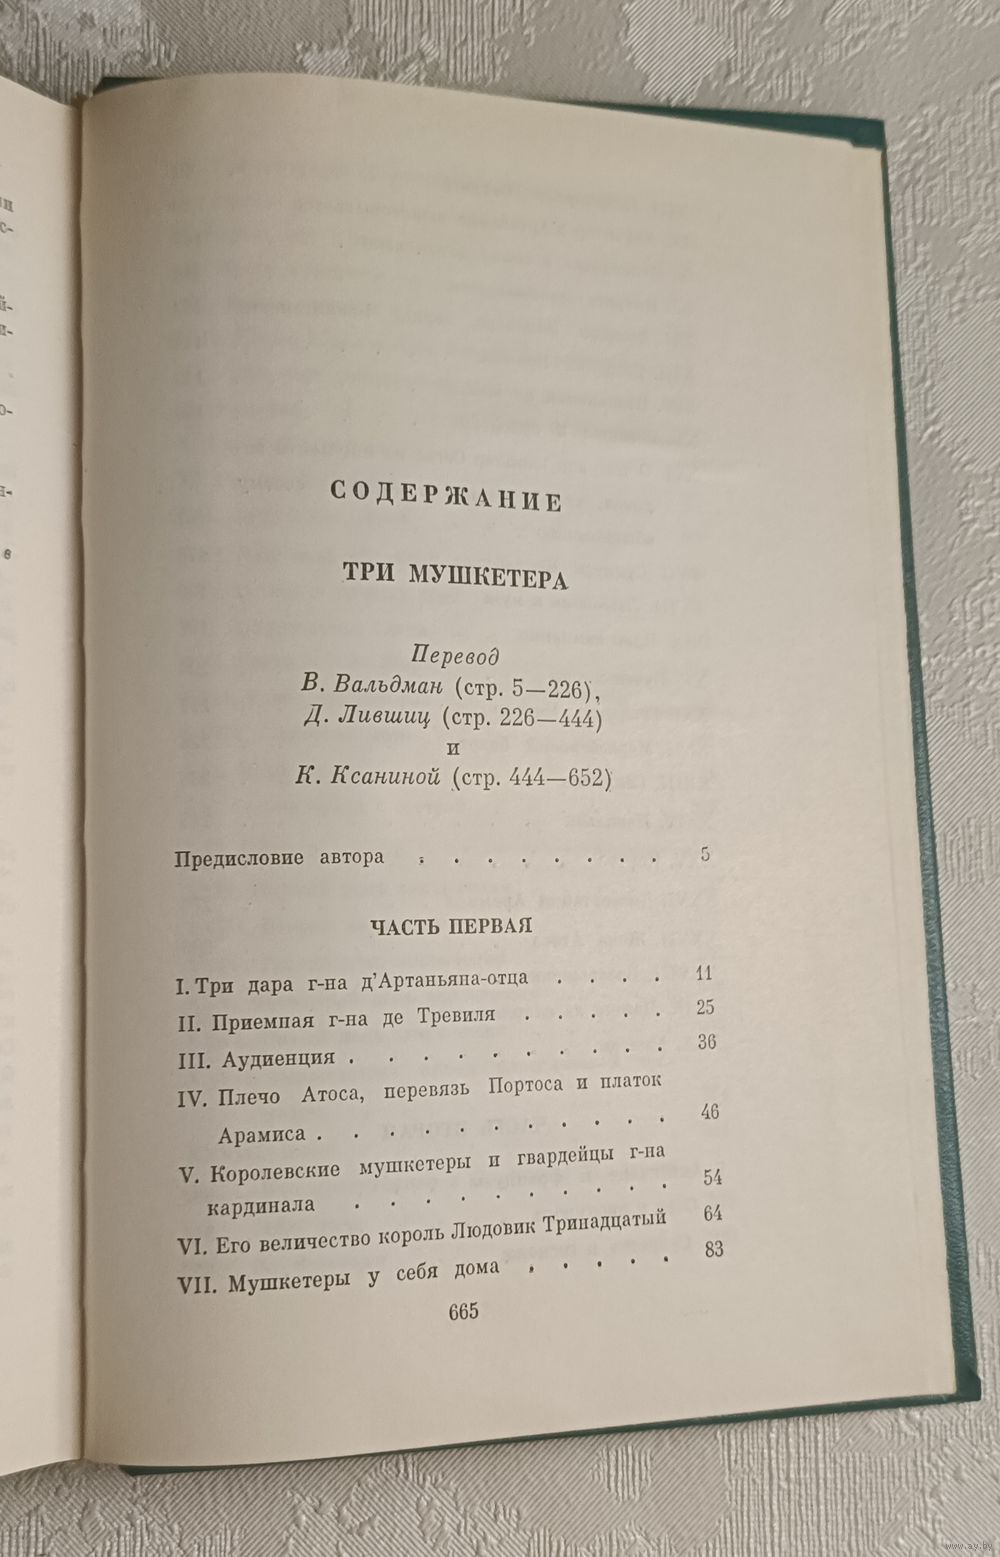 СОДЕРЖАНИЕ
ТРИ МУШКЕТЕРА
Перевод
В. Вальдман (стр. 5—226),
Д. Лившиц (стр. 226—444)
и
К. Ксаниной (стр. 444—652)
Предисловие автора . . . . . . . . 5
ЧАСТЬ ПЕРВАЯ
I. Три дара г-на д'Артаньяна-отца . . . . 11
II. Приемная г-на де Тревиля . . . . . 25
III. Аудиенция . . . . . . . . . . 36
IV. Плечо Атоса, перевязь Портоса и платок
Арамиса . . . . . . . . . . . 46
V. Королевские мушкетеры и гвардейцы г-на
кардинала . . . . . . . . . 54
VI. Его величество король Людовик Тринадцатый 64
VII. Мушкетеры у себя дома . . . . . 83
665
www.ay.by